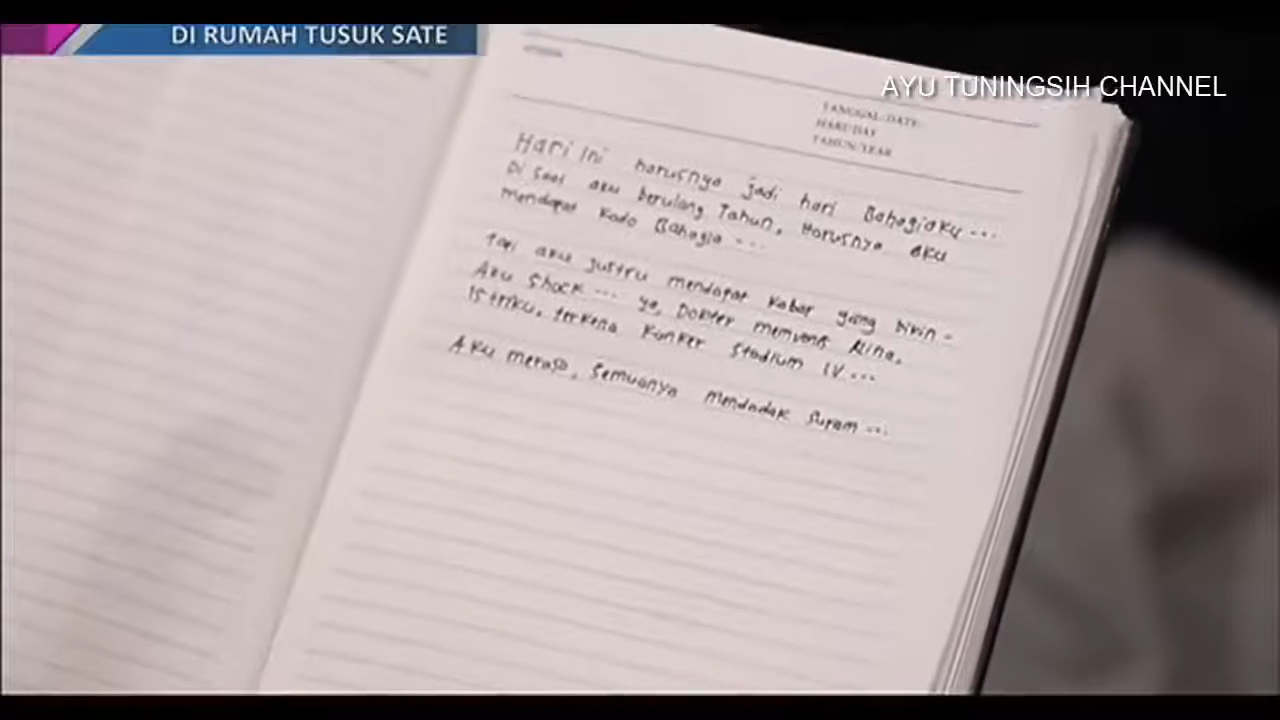 DI RUMAH TUSUK SATE
AYU TUNINGSIH CHANNEL
TANGGAL/DATE:
HARI/DAY
TAHUN/YEAR
Hari ini harusnya jadi hari Bahagiaku ...
Di saat aku berulang Tahun, Harusnya aku
mendapat kado Bahagia ...
tapi aku justru mendapat kabar yang bikin -
Aku Shock ... ya, Dokter memvonis Rina,
Istriku, terkena Kanker Stadium IV ...
Aku merasa, Semuanya mendadak Suram ...